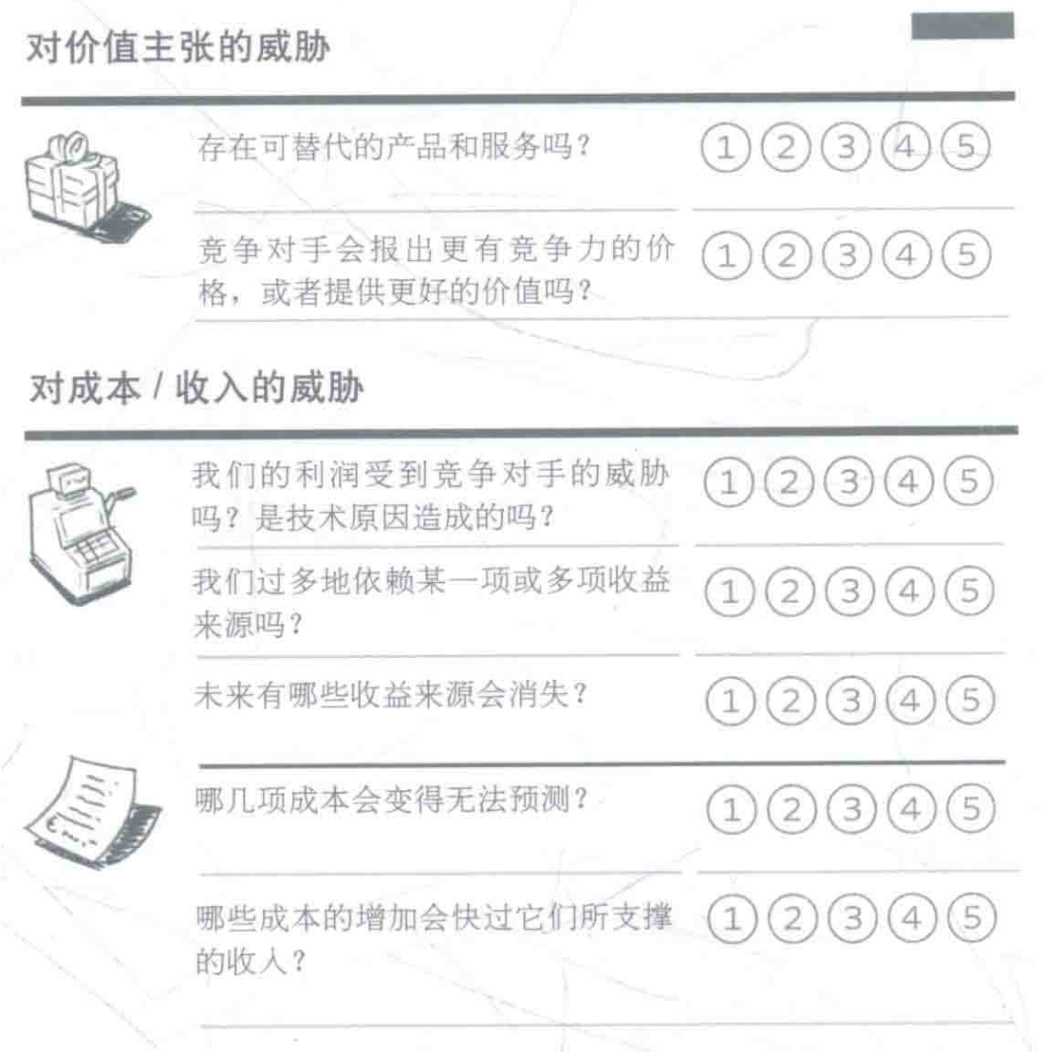 对价值主张的威胁
存在可替代的产品和服务吗？ ① ② ③ ④ ⑤
竞争对手会报出更有竞争力的价 ① ② ③ ④ ⑤
格，或者提供更好的价值吗？
对成本 / 收入的威胁
我们的利润受到竞争对手的威胁 ① ② ③ ④ ⑤
吗？是技术原因造成的吗？
我们过多地依赖某一项或多项收益 ① ② ③ ④ ⑤
来源吗？
未来有哪些收益来源会消失？ ① ② ③ ④ ⑤
哪几项成本会变得无法预测？ ① ② ③ ④ ⑤
哪些成本的增加会快过它们所支撑 ① ② ③ ④ ⑤
的收入？